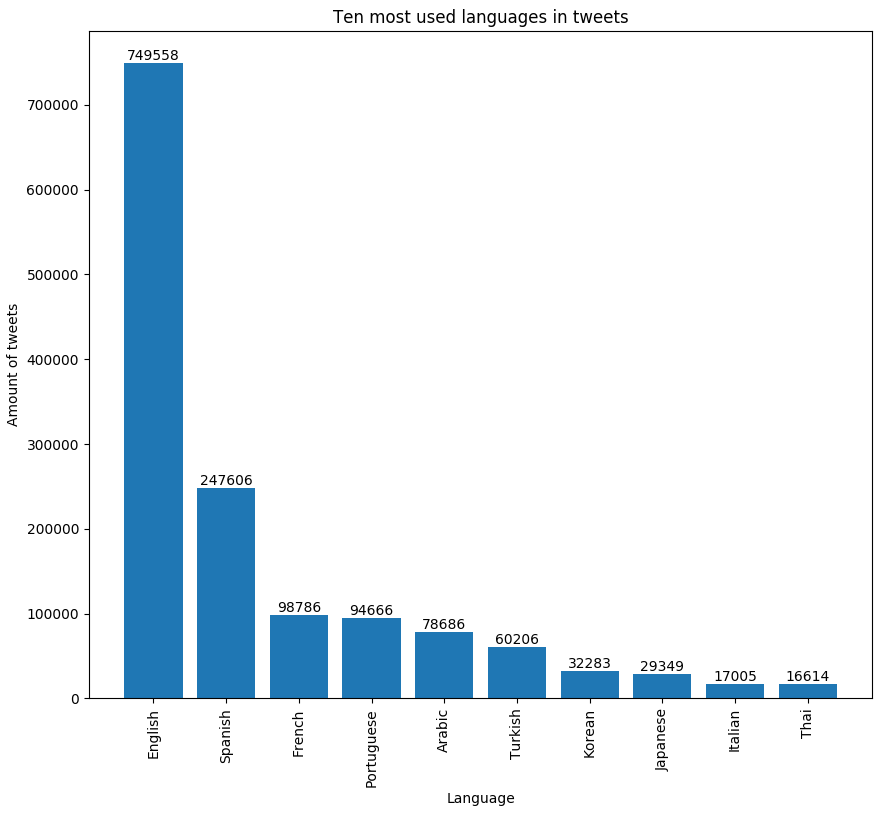 Ten most used languages in tweets
749558
700000
600000
500000
400000
300000
200000
100000
0
Amount of tweets
247606
98786
94666
78686
60206
32283
29349
17005
16614
English
Spanish
French
Portuguese
Arabic
Turkish
Korean
Japanese
Italian
Thai
Language